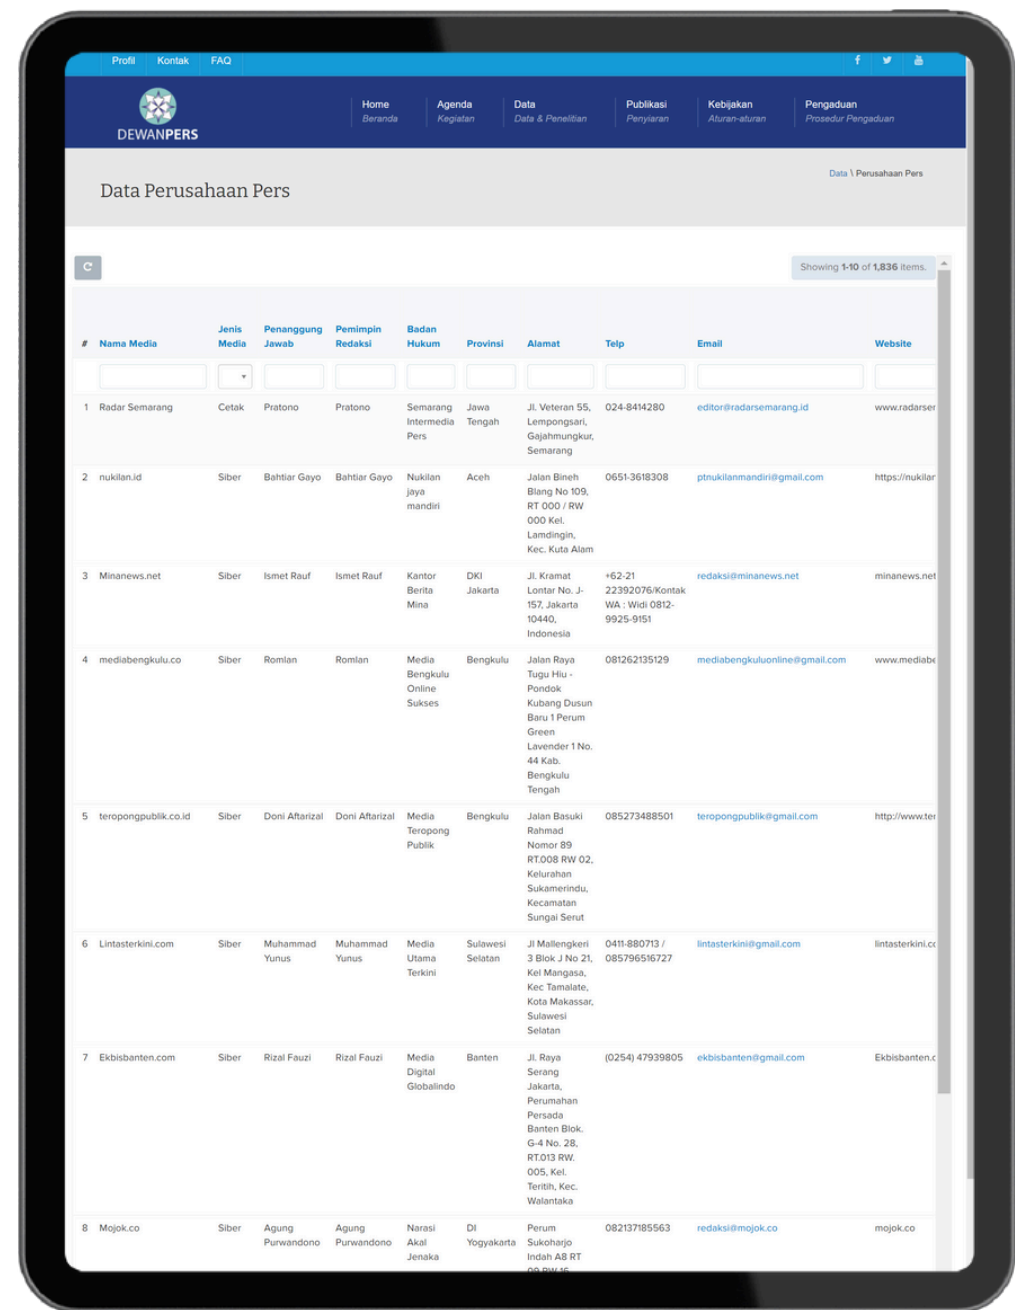 Profil Kontak FAQ
DEWANPERS
Home Agenda Data Publikasi Kebijakan Pengaduan
Beranda Kegiatan Data & Penelitian Penyiaran Aturan-aturan Prosedur Pengaduan
Data \ Perusahaan Pers
Data Perusahaan Pers
Showing 1-10 of 1,836 items.
Jenis Penanggung Pemimpin Badan
# Nama Media Media Jawab Redaksi Hukum Provinsi Alamat Telp Email Website
1 Radar Semarang Cetak Pratono Pratono Semarang Jawa Jl. Veteran 55, 024-8414280 editor@radarsemarang.id www.radarser
Intermedia Tengah Lempongsari,
Pers Gajahmungkur,
Semarang
2 nukilan.id Siber Bahtiar Gayo Bahtiar Gayo Nukilan Aceh Jalan Bineh 0651-3618308 ptnukilanmandiri@gmail.com https://nukilar
jaya Blang No 109,
mandiri RT 000 / RW
000 Kel.
Lamdingin,
Kec. Kuta Alam
3 Minanews.net Siber Ismet Rauf Ismet Rauf Kantor DKI Jl. Kramat +62-21 redaksi@minanews.net minanews.net
Berita Jakarta Lontar No. J- 22392076/Kontak
Mina 157, Jakarta WA : Widi 0812-
10440, 9925-9151
Indonesia
4 mediabengkulu.co Siber Romlan Romlan Media Bengkulu Jalan Raya 081262135129 mediabengkuluonline@gmail.com www.mediabe
Bengkulu Tugu Hiu -
Online Pondok
Sukses Kubang Dusun
Baru 1 Perum
Green
Lavender 1 No.
44 Kab.
Bengkulu
Tengah
5 teropongpublik.co.id Siber Doni Aftarizal Doni Aftarizal Media Bengkulu Jalan Basuki 085273488501 teropongpublik@gmail.com http://www.ter
Teropong Rahmad
Publik Nomor 89
RT.008 RW 02,
Kelurahan
Sukamerindu,
Kecamatan
Sungai Serut
6 Lintasterkini.com Siber Muhammad Muhammad Media Sulawesi Jl Mallengkeri 0411-880713 / lintasterkini@gmail.com lintasterkini.cc
Yunus Yunus Utama Selatan 3 Blok J No 21, 085796516727
Terkini Kel Mangasa,
Kec Tamalate,
Kota Makassar,
Sulawesi
Selatan
7 Ekbisbanten.com Siber Rizal Fauzi Rizal Fauzi Media Banten Jl. Raya (0254) 47939805 ekbisbanten@gmail.com Ekbisbanten.c
Digital Serang
Globalindo Jakarta,
Perumahan
Persada
Banten Blok.
G-4 No. 28,
RT.013 RW.
005, Kel.
Teritih, Kec.
Walantaka
8 Mojok.co Siber Agung Agung Narasi DI Perum 082137185563 redaksi@mojok.co mojok.co
Purwandono Purwandono Akal Yogyakarta Sukoharjo
Jenaka Indah A8 RT
09 RW 16